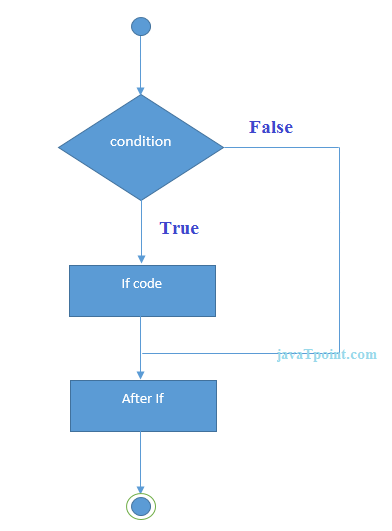 condition
False
True
If code
javaTpoint.com
After If